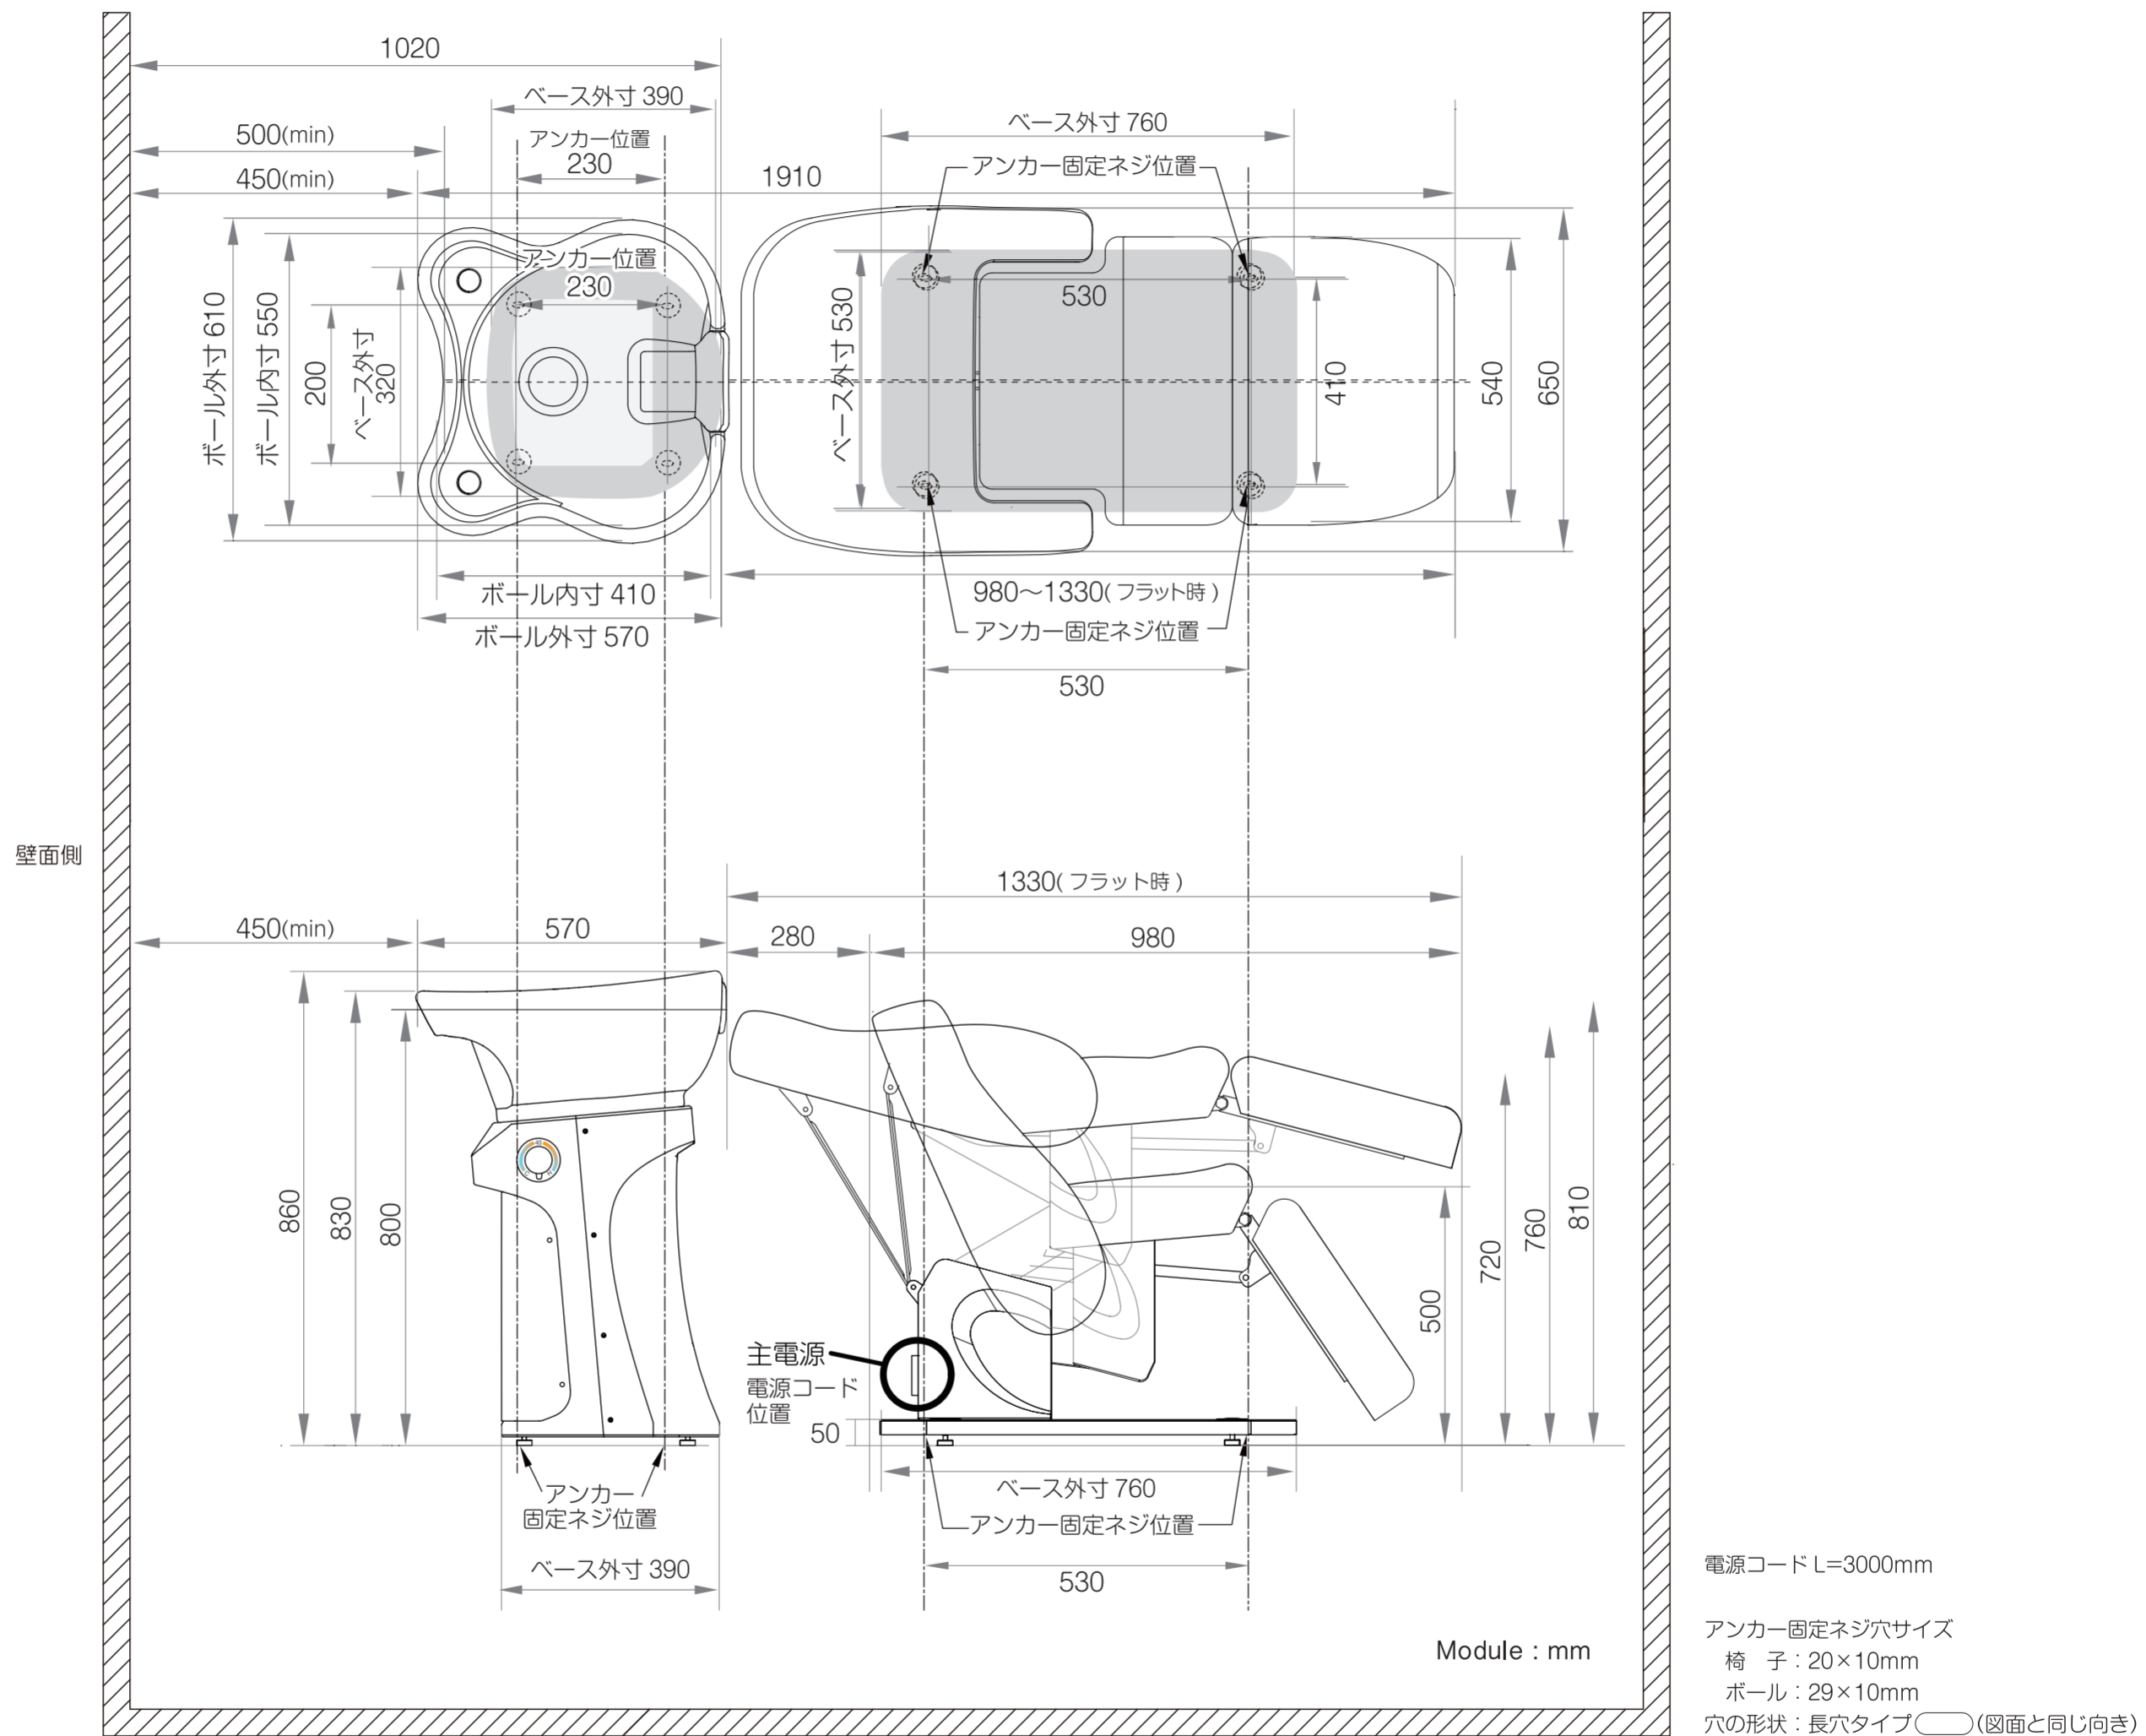 1020
ベース外寸 390
500(min)
アンカー位置
230
ベース外寸 760
アンカー固定ネジ位置
450(min)
1910
アンカー位置
230
530
ボール外寸 610
ボール内寸 550
200
ベース外寸
320
ベース外寸 530
410
540
650
ボール内寸 410
980〜1330( フラット時 )
ボール外寸 570
アンカー固定ネジ位置
530
壁面側
1330( フラット時 )
450(min)
570
280
980
860
830
800
500
720
760
810
主電源
電源コード
位置
50
アンカー
固定ネジ位置
ベース外寸 760
アンカー固定ネジ位置
ベース外寸 390
530
Module : mm
電源コード L=3000mm
アンカー固定ネジ穴サイズ
椅 子：20×10mm
ボール：29×10mm
穴の形状：長穴タイプ (図面と同じ向き)